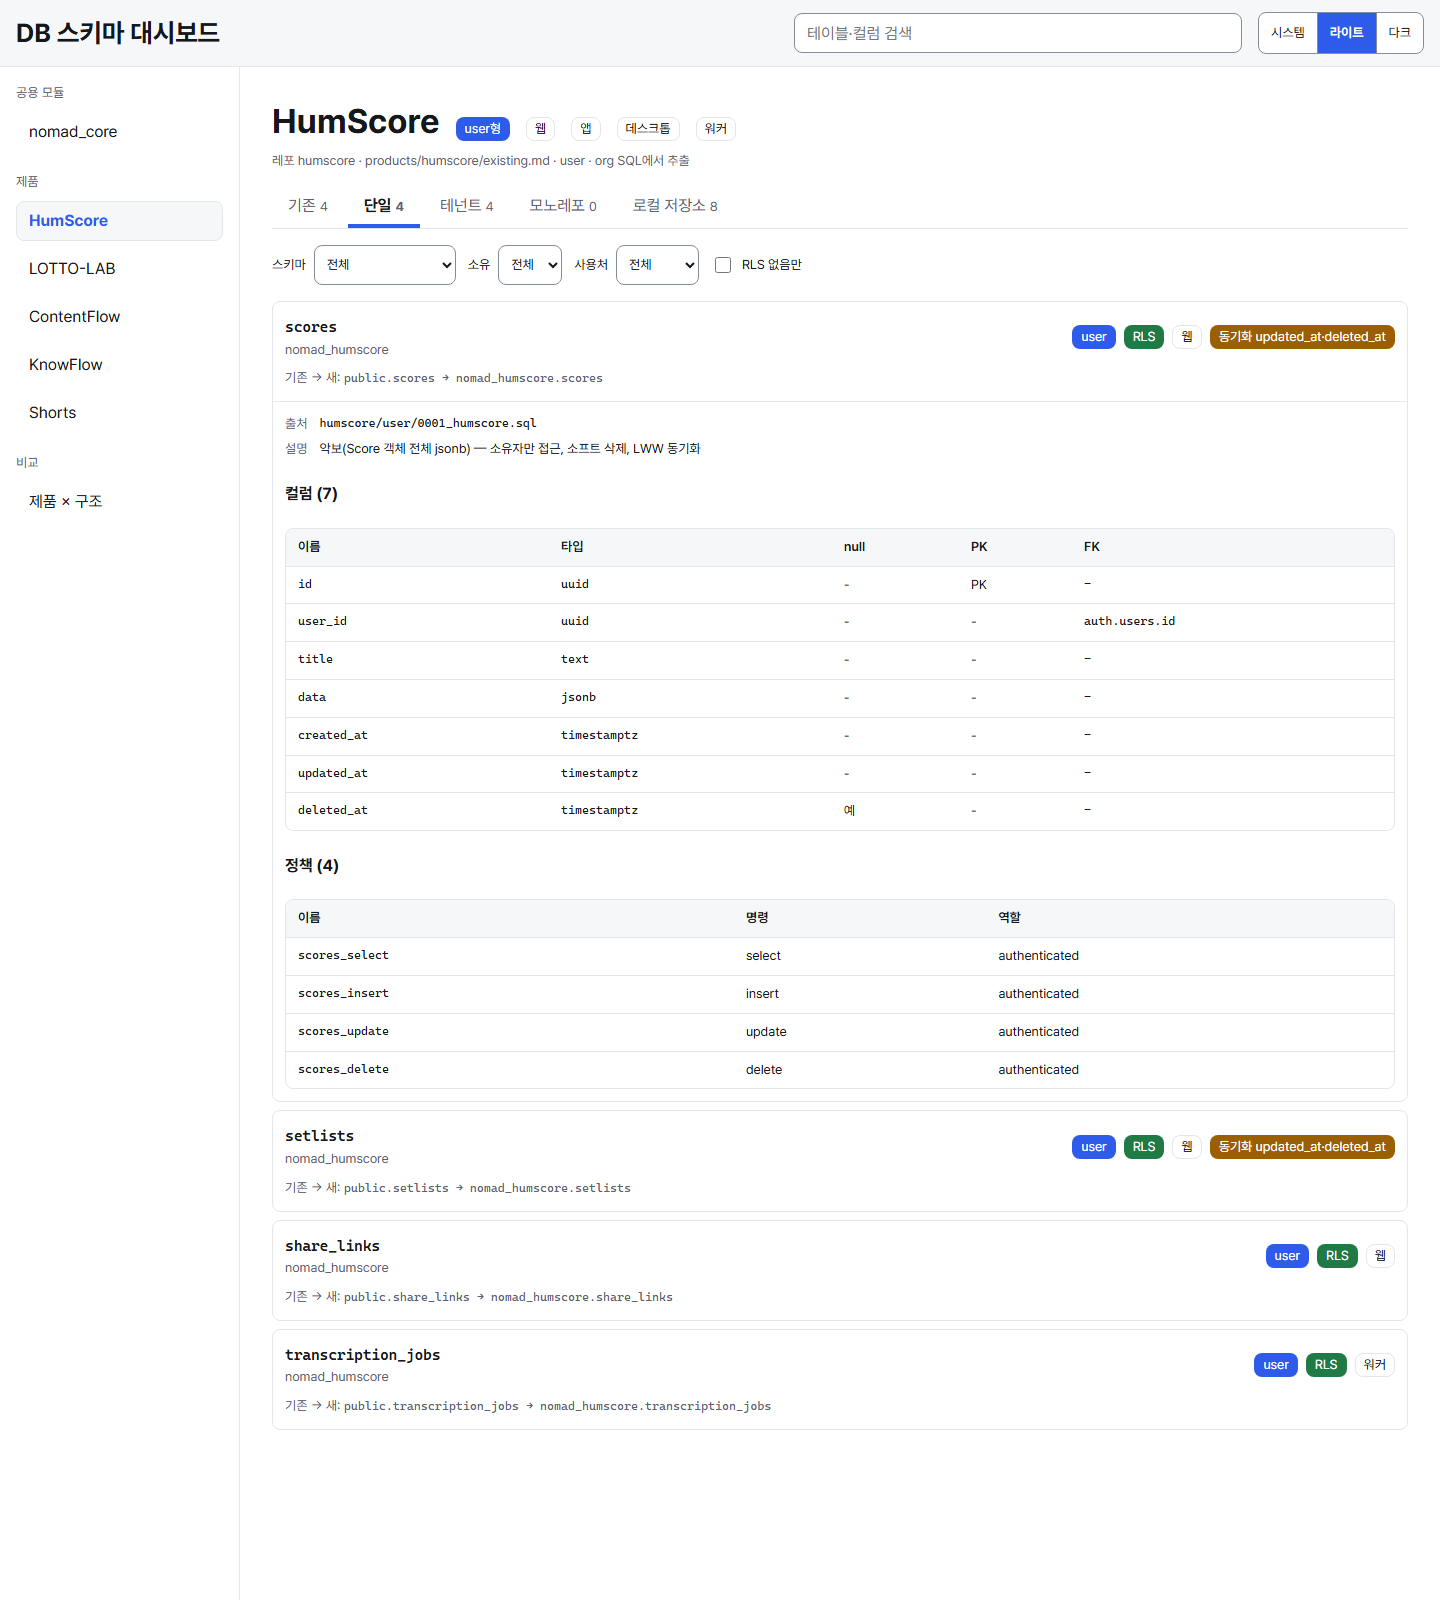 DB 스키마 대시보드
테이블·컬럼 검색
시스템 라이트 다크
공용 모듈
nomad_core
제품
HumScore
LOTTO-LAB
ContentFlow
KnowFlow
Shorts
비교
제품 × 구조
HumScore user형 웹 앱 데스크톱 워커
레포 humscore · products/humscore/existing.md · user · org SQL에서 추출
기존 4 단일 4 테넌트 4 모노레포 0 로컬 저장소 8
스키마 전체 소유 전체 사용처 전체 RLS 없음만
scores
nomad_humscore
user RLS 웹 동기화 updated_at·deleted_at
기존 → 새: public.scores → nomad_humscore.scores
출처 humscore/user/0001_humscore.sql
설명 악보(Score 객체 전체 jsonb) — 소유자만 접근, 소프트 삭제, LWW 동기화
컬럼 (7)
이름 타입 null PK FK
id uuid - PK -
user_id uuid - - auth.users.id
title text - - -
data jsonb - - -
created_at timestamptz - - -
updated_at timestamptz - - -
deleted_at timestamptz 예 - -
정책 (4)
이름 명령 역할
scores_select select authenticated
scores_insert insert authenticated
scores_update update authenticated
scores_delete delete authenticated
setlists
nomad_humscore
user RLS 웹 동기화 updated_at·deleted_at
기존 → 새: public.setlists → nomad_humscore.setlists
share_links
nomad_humscore
user RLS 웹
기존 → 새: public.share_links → nomad_humscore.share_links
transcription_jobs
nomad_humscore
user RLS 워커
기존 → 새: public.transcription_jobs → nomad_humscore.transcription_jobs